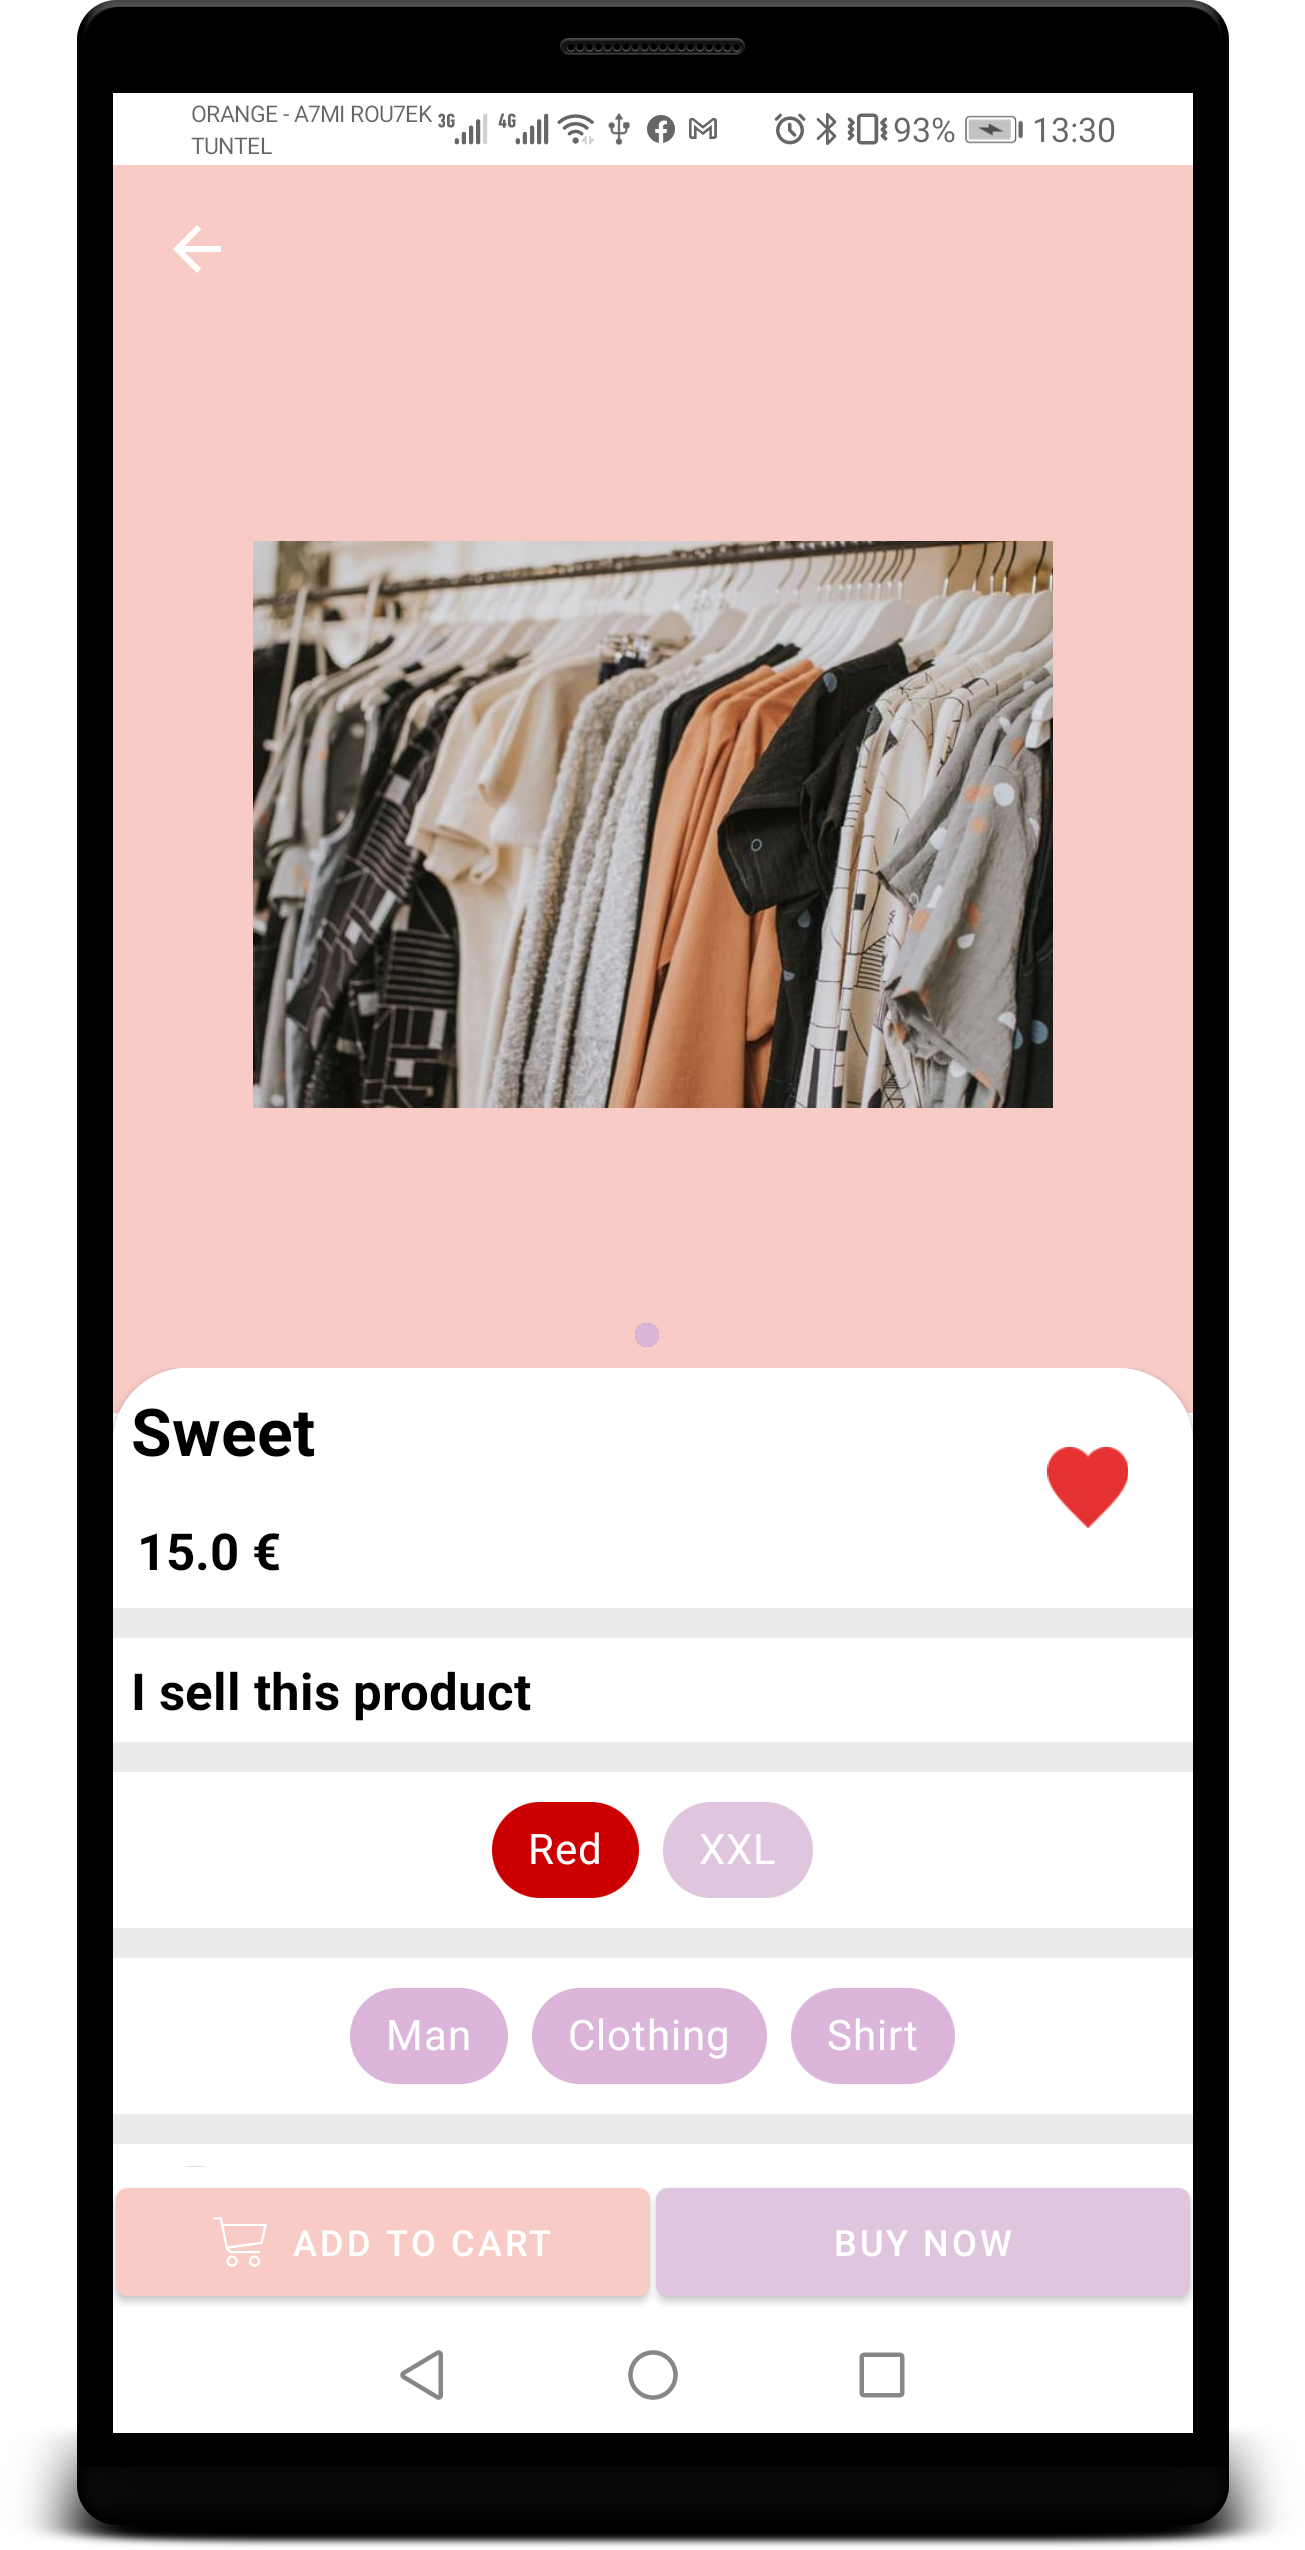 ORANGE - A7MI ROU7EK
TUNTEL
3G 4G 93% 13:30
Sweet
15.0 €
I sell this product
Red XXL
Man Clothing Shirt
ADD TO CART BUY NOW